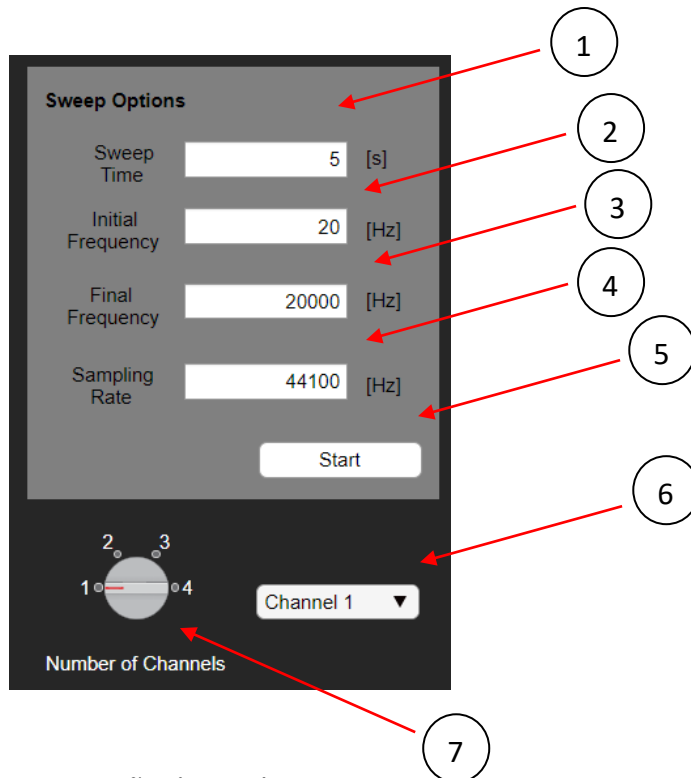 1
Sweep Options
2
Sweep
Time
5 [s]
3
Initial
Frequency
20 [Hz]
4
Final
Frequency
20000 [Hz]
5
Sampling
Rate
44100 [Hz]
Start
6
2 3
1 4
Channel 1 ▼
Number of Channels
7